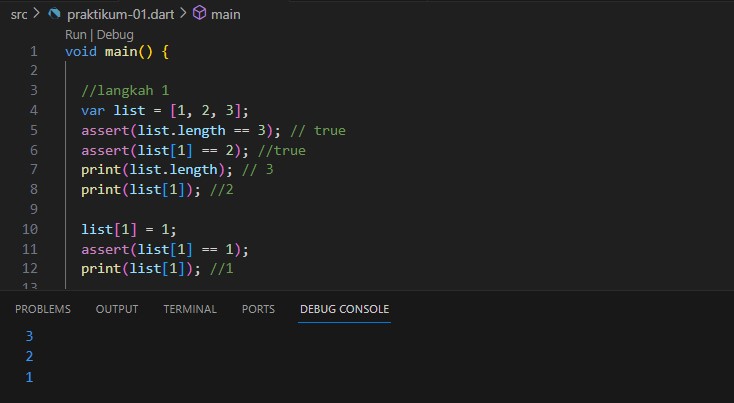 src > praktikum-01.dart > main
Run | Debug
1 void main() {
2
3 //langkah 1
4 var list = [1, 2, 3];
5 assert(list.length == 3); // true
6 assert(list[1] == 2); //true
7 print(list.length); // 3
8 print(list[1]); //2
9
10 list[1] = 1;
11 assert(list[1] == 1);
12 print(list[1]); //1
13
PROBLEMS OUTPUT TERMINAL PORTS DEBUG CONSOLE
3
2
1